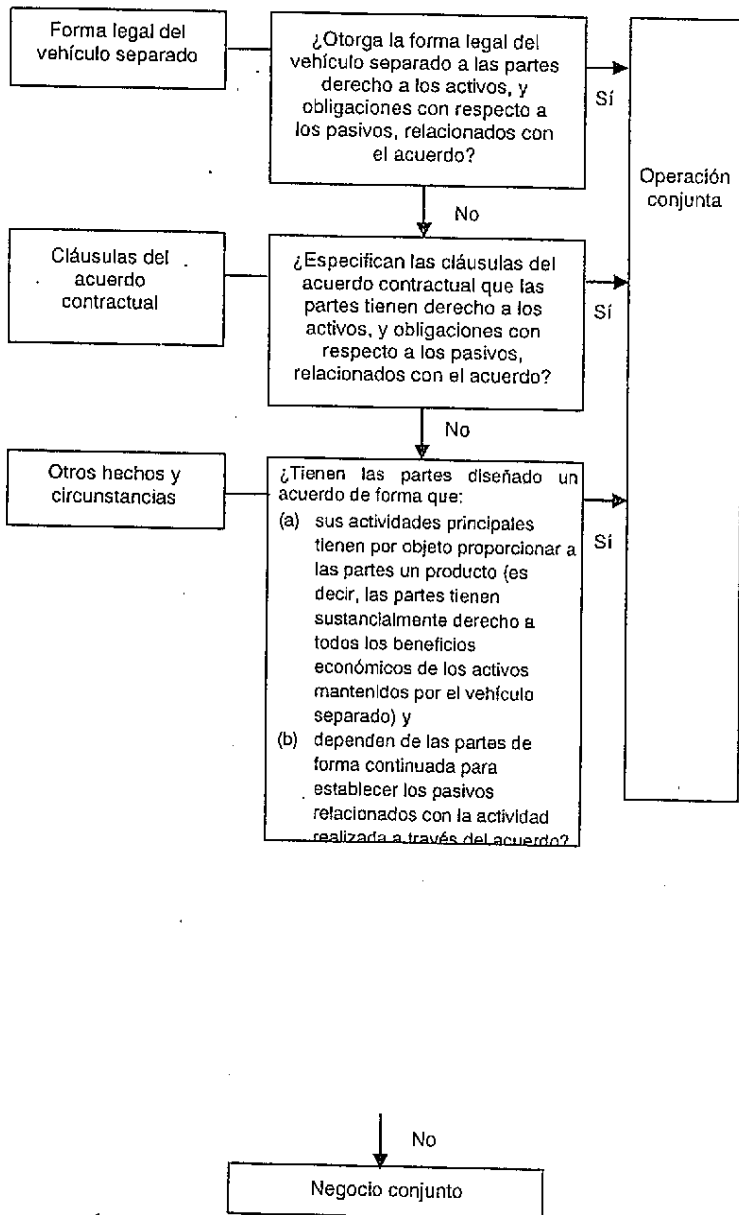 Forma legal del
vehículo separado
¿Otorga la forma legal del
vehículo separado a las partes
derecho a los activos, y
obligaciones con respecto a
los pasivos, relacionados con
el acuerdo?
Sí
Operación
conjunta
No
Cláusulas del
acuerdo
contractual
¿Especifican las cláusulas del
acuerdo contractual que las
partes tienen derecho a los
activos, y obligaciones con
respecto a los pasivos,
relacionados con el acuerdo?
Sí
No
Otros hechos y
circunstancias
¿Tienen las partes diseñado un
acuerdo de forma que:
(a) sus actividades principales
tienen por objeto proporcionar a
las partes un producto (es
decir, las partes tienen
sustancialmente derecho a
todos los beneficios
económicos de los activos
mantenidos por el vehículo
separado) y
(b) dependen de las partes de
forma continuada para
establecer los pasivos
relacionados con la actividad
realizada a través del acuerdo?
Sí
No
Negocio conjunto